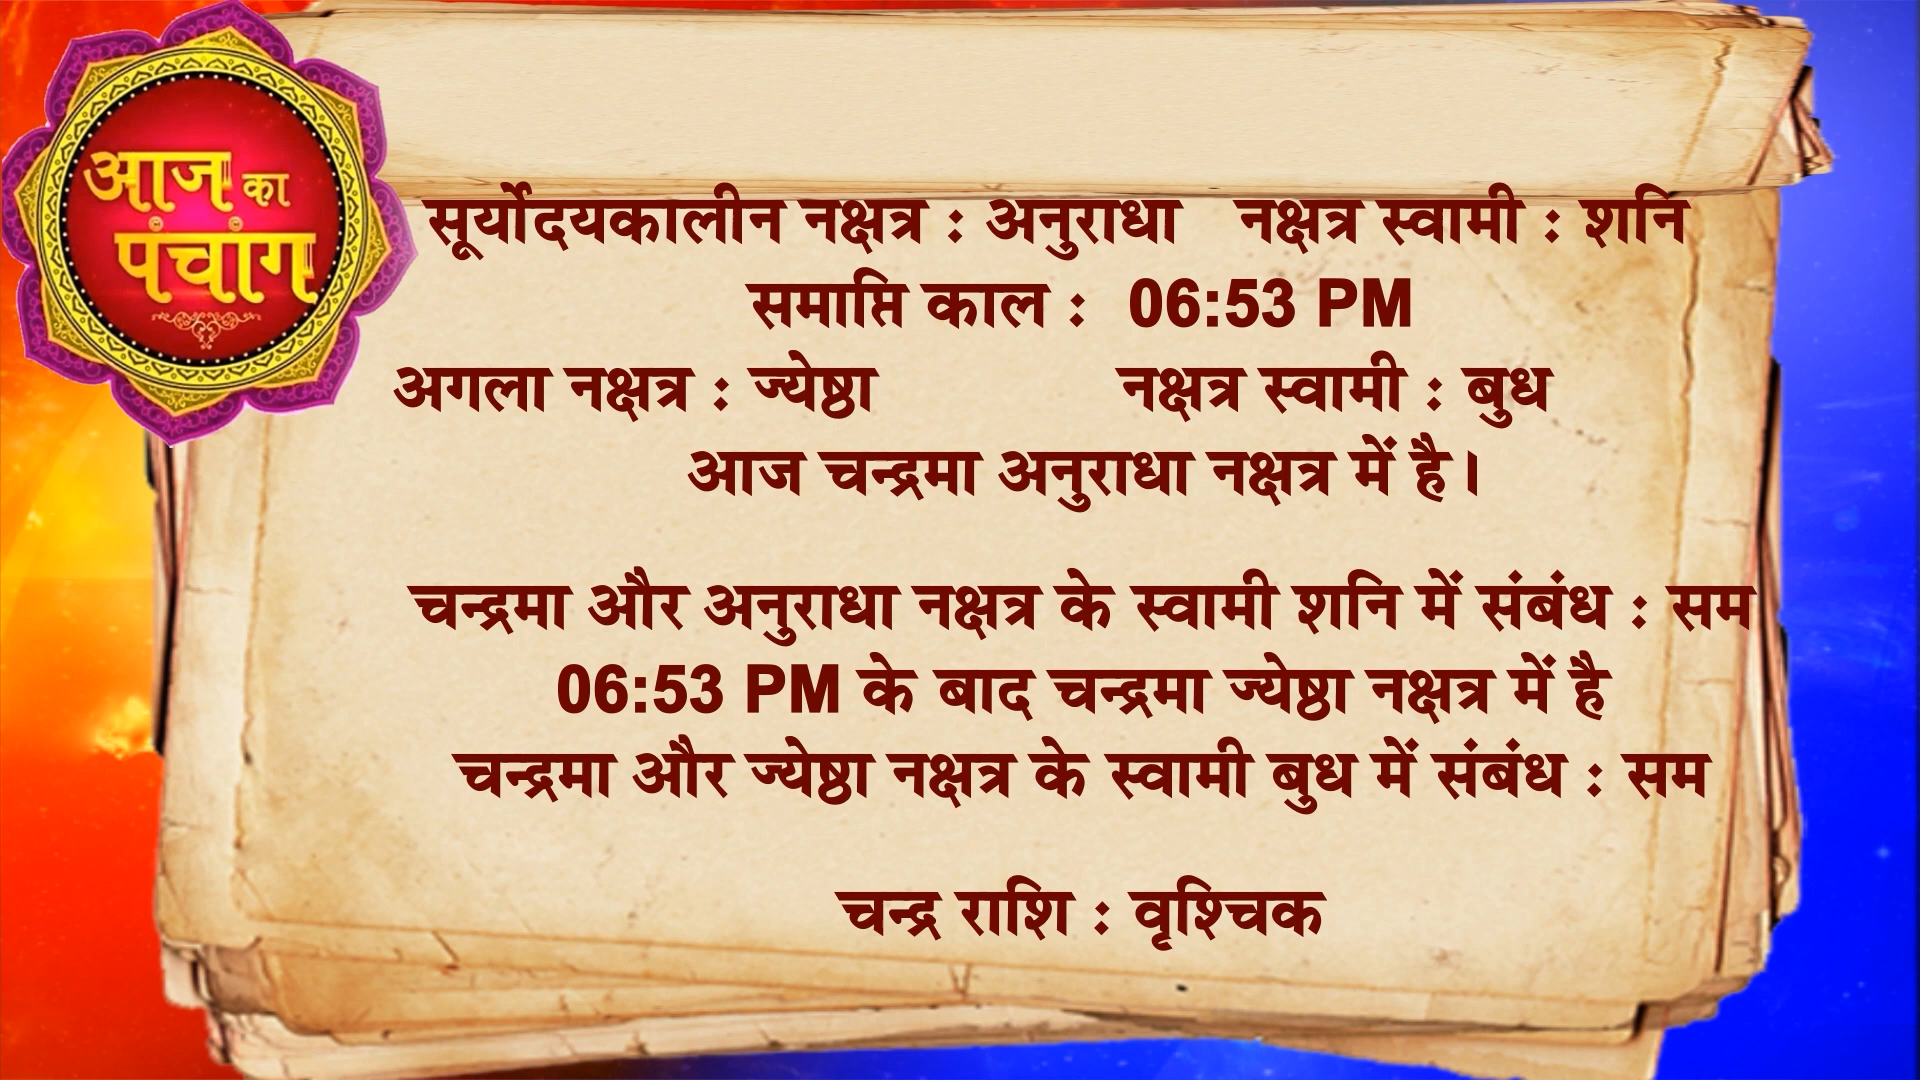 आज का
पंचांग
सूर्योदयकालीन नक्षत्र : अनुराधा नक्षत्र स्वामी : शनि
समाप्ति काल : 06:53 PM
अगला नक्षत्र : ज्येष्ठा नक्षत्र स्वामी : बुध
आज चन्द्रमा अनुराधा नक्षत्र में है।
चन्द्रमा और अनुराधा नक्षत्र के स्वामी शनि में संबंध : सम
06:53 PM के बाद चन्द्रमा ज्येष्ठा नक्षत्र में है
चन्द्रमा और ज्येष्ठा नक्षत्र के स्वामी बुध में संबंध : सम
चन्द्र राशि : वृश्चिक